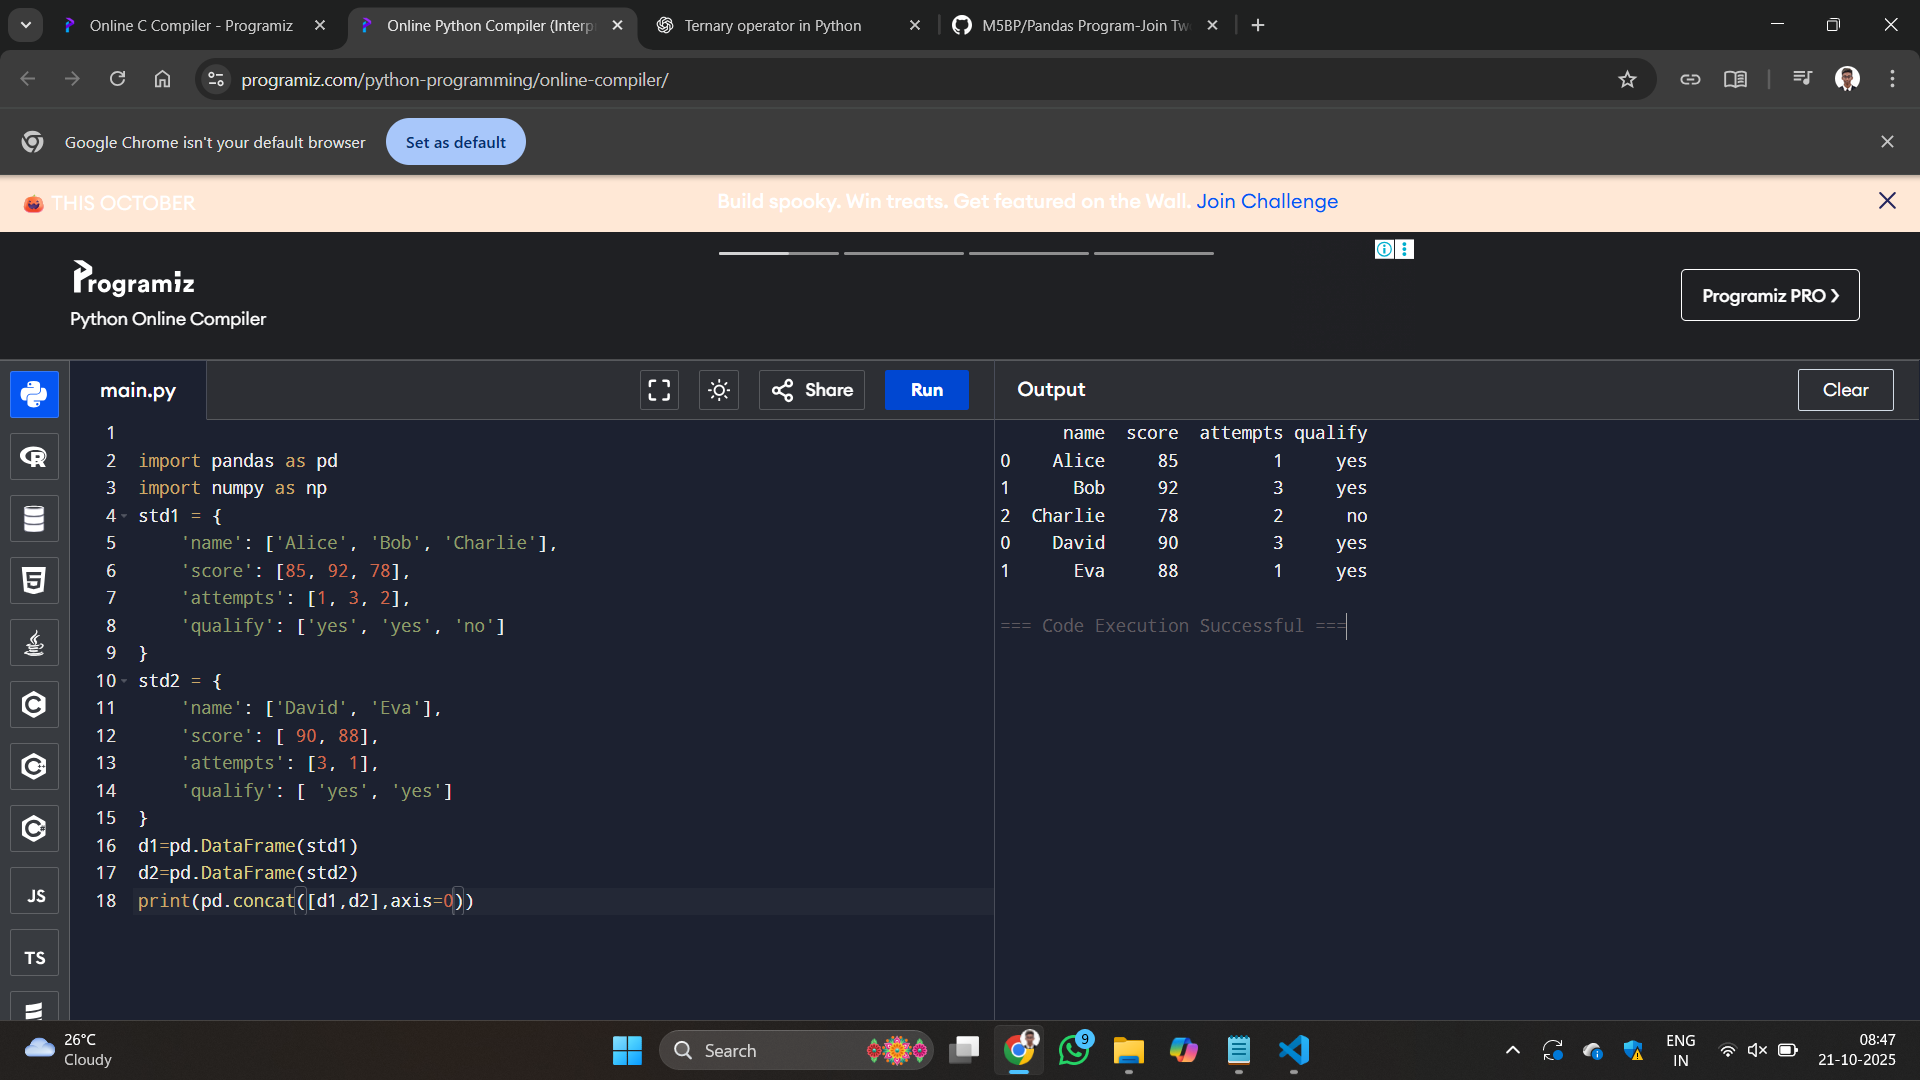 Online C Compiler - Programiz
Online Python Compiler (Interp
Ternary operator in Python
M5BP/Pandas Program-Join Tw
programiz.com/python-programming/online-compiler/
Google Chrome isn't your default browser
Set as default
THIS OCTOBER
Build spooky. Win treats. Get featured on the Wall. Join Challenge
Programiz
Python Online Compiler
Programiz PRO ❯
main.py
Share
Run
Output
Clear
1
2 import pandas as pd
3 import numpy as np
4 std1 = {
5     'name': ['Alice', 'Bob', 'Charlie'],
6     'score': [85, 92, 78],
7     'attempts': [1, 3, 2],
8     'qualify': ['yes', 'yes', 'no']
9 }
10 std2 = {
11     'name': ['David', 'Eva'],
12     'score': [ 90, 88],
13     'attempts': [3, 1],
14     'qualify': [ 'yes', 'yes']
15 }
16 d1=pd.DataFrame(std1)
17 d2=pd.DataFrame(std2)
18 print(pd.concat([d1,d2],axis=0))
name score attempts qualify
0 Alice 85 1 yes
1 Bob 92 3 yes
2 Charlie 78 2 no
0 David 90 3 yes
1 Eva 88 1 yes
=== Code Execution Successful ===
JS
TS
26°C
Cloudy
Search
9
ENG
IN
08:47
21-10-2025